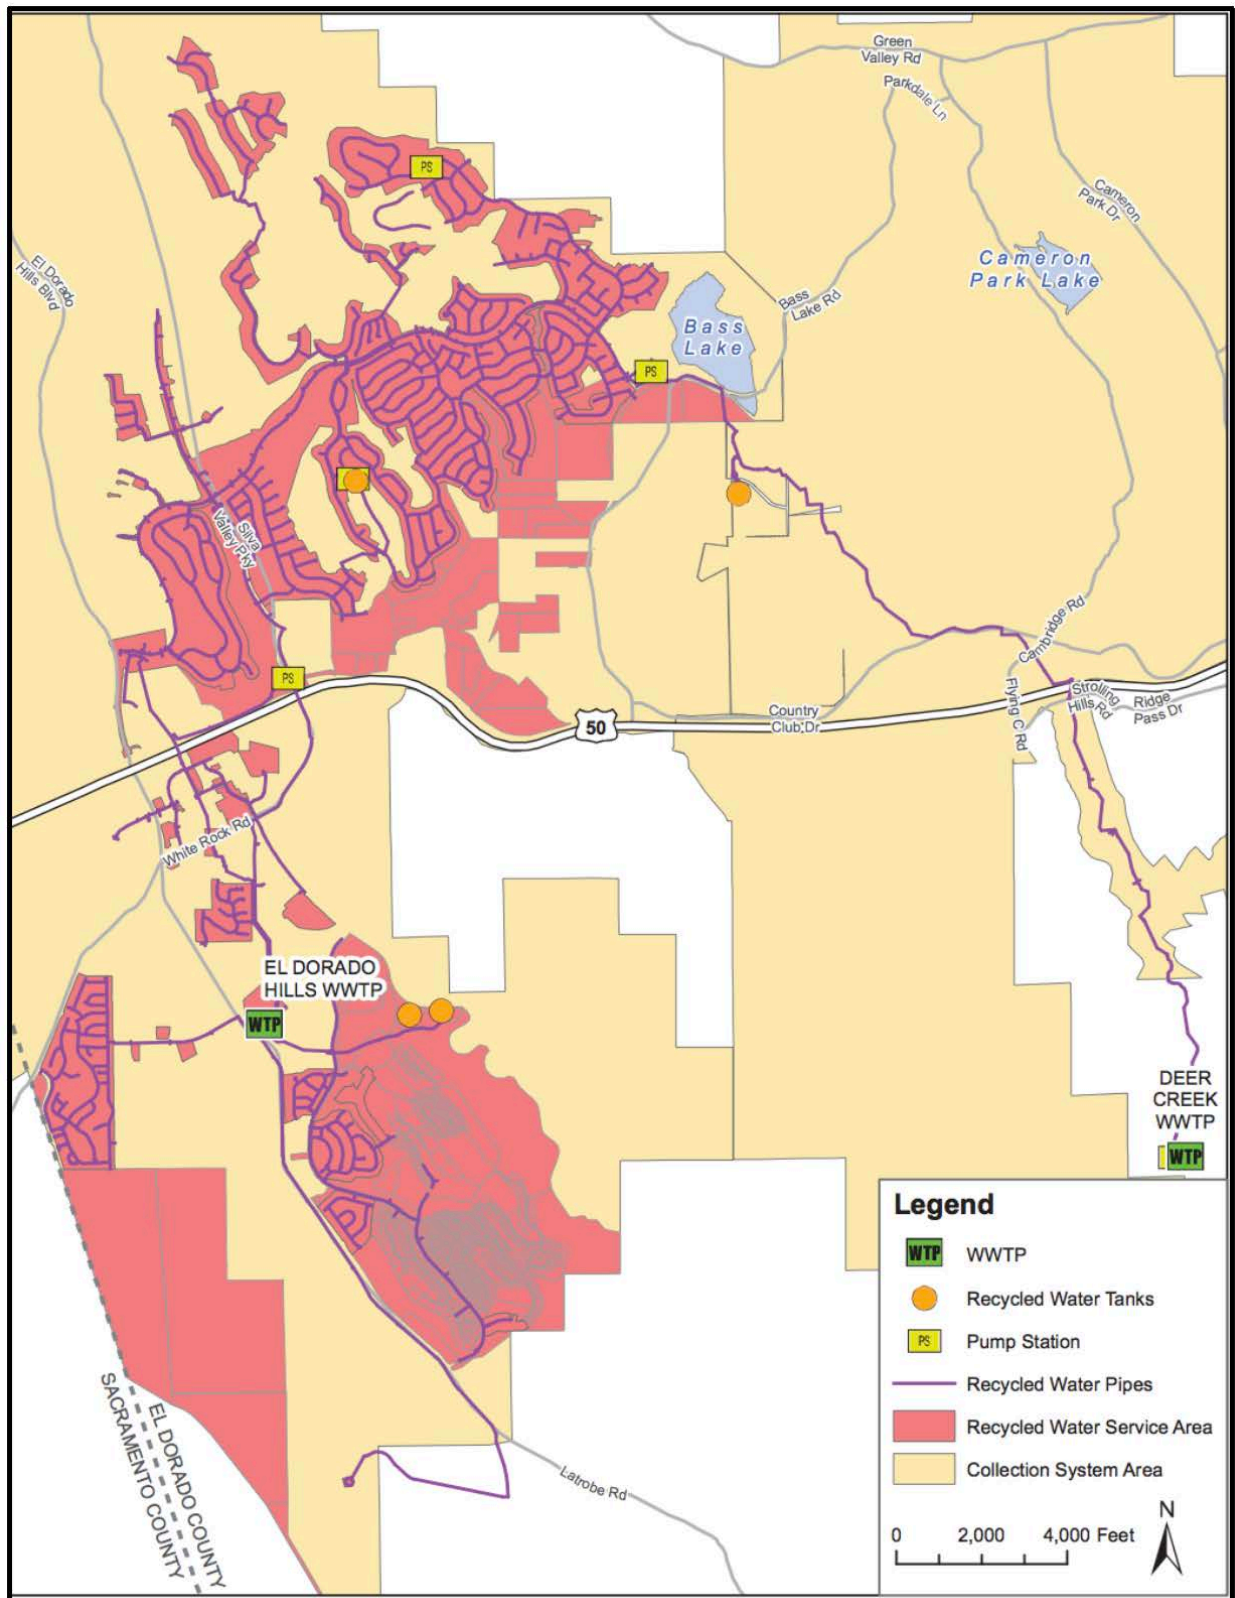 Green
Valley Rd
Parkdale Ln
Cameron
Park Dr
El Dorado
Hills Blvd
Cameron
Park Lake
Bass
Lake Rd
Bass
Lake
PS
PS
Silva
Valley Pky
Cambridge Rd
PS
Strolling
Hills Rd
Ridge
Pass Dr
Flying C Rd
Country
Club Dr
50
White Rock Rd
EL DORADO
HILLS WWTP
WTP
DEER
CREEK
WWTP
WTP
Legend
WTP WWTP
Recycled Water Tanks
PS Pump Station
Recycled Water Pipes
Recycled Water Service Area
Collection System Area
N
0 2,000 4,000 Feet
EL DORADO COUNTY
SACRAMENTO COUNTY
Latrobe Rd